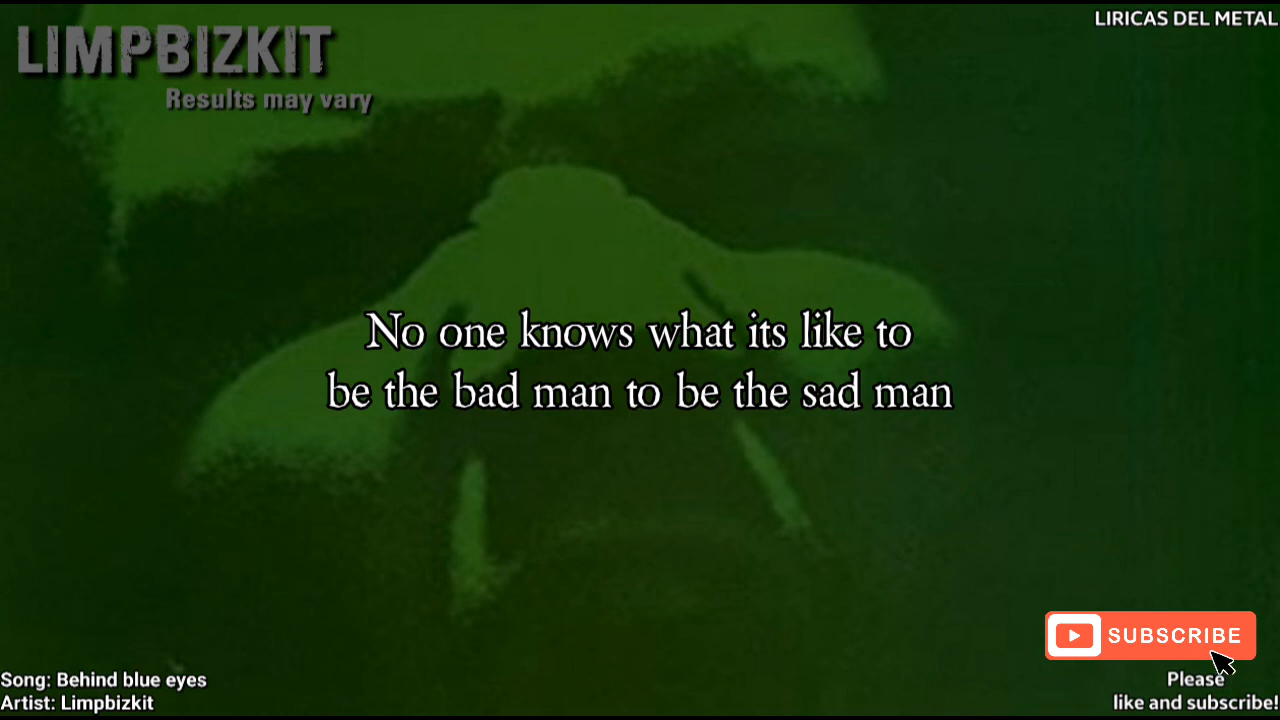 LIMPBIZKIT
Results may vary
LIRICAS DEL METAL
No one knows what its like to
be the bad man to be the sad man
SUBSCRIBE
Song: Behind blue eyes
Artist: Limpbizkit
Please
like and subscribe!